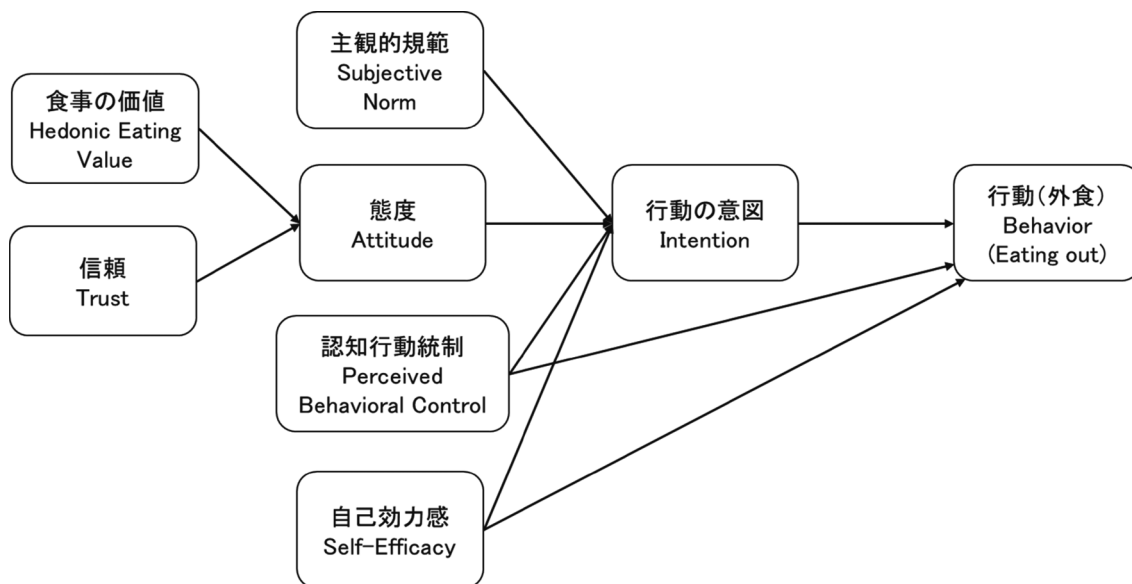 食事の価値
Hedonic Eating
Value
信頼
Trust
主観的規範
Subjective
Norm
態度
Attitude
認知行動統制
Perceived
Behavioral Control
自己効力感
Self-Efficacy
行動の意図
Intention
行動(外食)
Behavior
(Eating out)